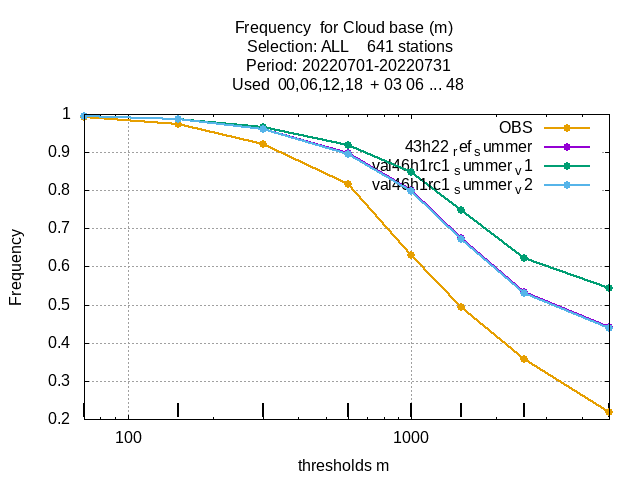 Frequency for Cloud base (m)
Selection: ALL 641 stations
Period: 20220701-20220731
Used 00,06,12,18 + 03 06 ... 48
OBS
43h22 ref summer
val46h1rc1 summer v1
val46h1rc1 summer v2
1
0.9
0.8
0.7
0.6
0.5
0.4
0.3
0.2
Frequency
100
1000
thresholds m